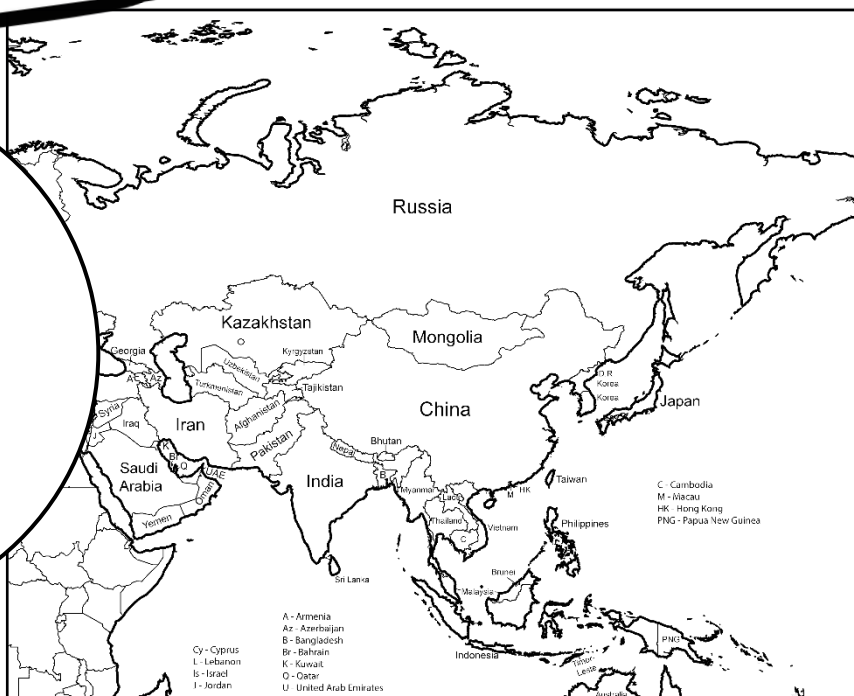 Russia
Kazakhstan
Mongolia
Georgia
Uzbekistan
Kyrgyzstan
A
Az
Turkmenistan
Tajikistan
D R
Korea
Korea
Japan
China
Syria
Iraq
Iran
Afghanistan
Pakistan
J
K
Br
Q
UAE
Saudi
Arabia
Oman
Yemen
Nepal
Bhutan
B
India
Myanmar
Laos
Thailand
Vietnam
C
M
HK
Taiwan
Philippines
Sri Lanka
Brunei
Malaysia
Indonesia
PNG
Timor-
Leste
Australia
C - Cambodia
M - Macau
HK - Hong Kong
PNG - Papua New Guinea
Cy - Cyprus
L - Lebanon
Is - Israel
J - Jordan
A - Armenia
Az - Azerbaijan
B - Bangladesh
Br - Bahrain
K - Kuwait
Q - Qatar
U - United Arab Emirates